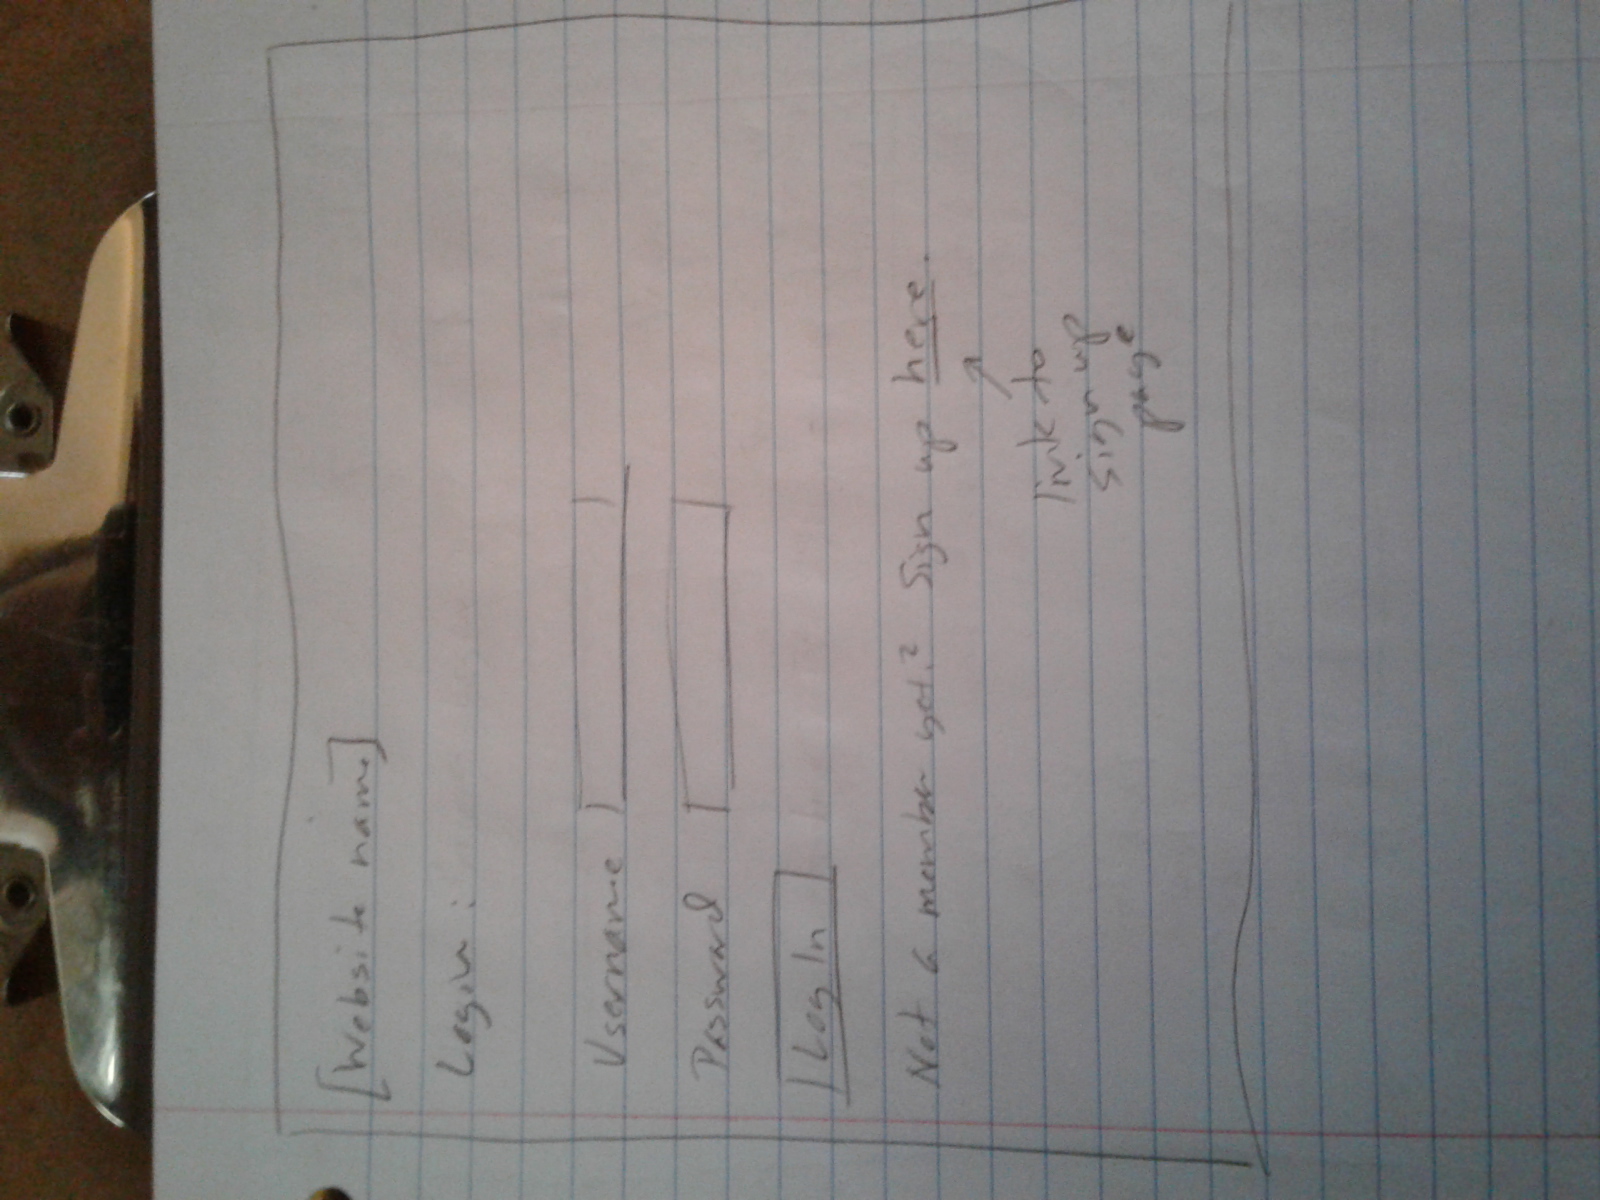 [Website name]
Login:
Username
Password
Log In
Not a member yet? Sign up here.
link to
sign up
page